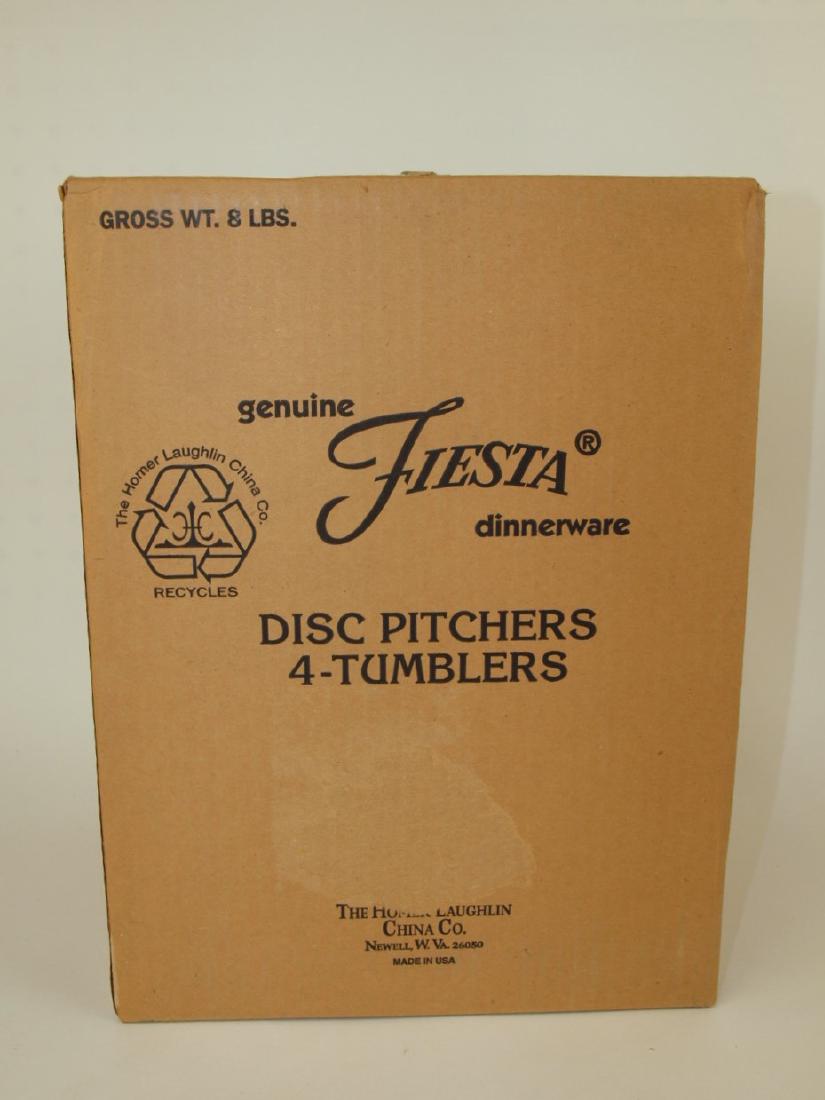 GROSS WT. 8 LBS.
genuine
FIESTA®
dinnerware
The Homer Laughlin China Co.
RECYCLES
DISC PITCHERS
4-TUMBLERS
THE HOMER LAUGHLIN
CHINA CO.
NEWELL, W. VA. 26050
MADE IN USA